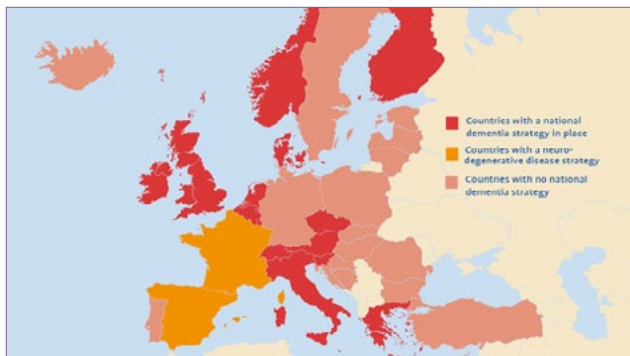 Countries with a national
dementia strategy in place
Countries with a neuro-
degenerative disease strategy
Countries with no national
dementia strategy